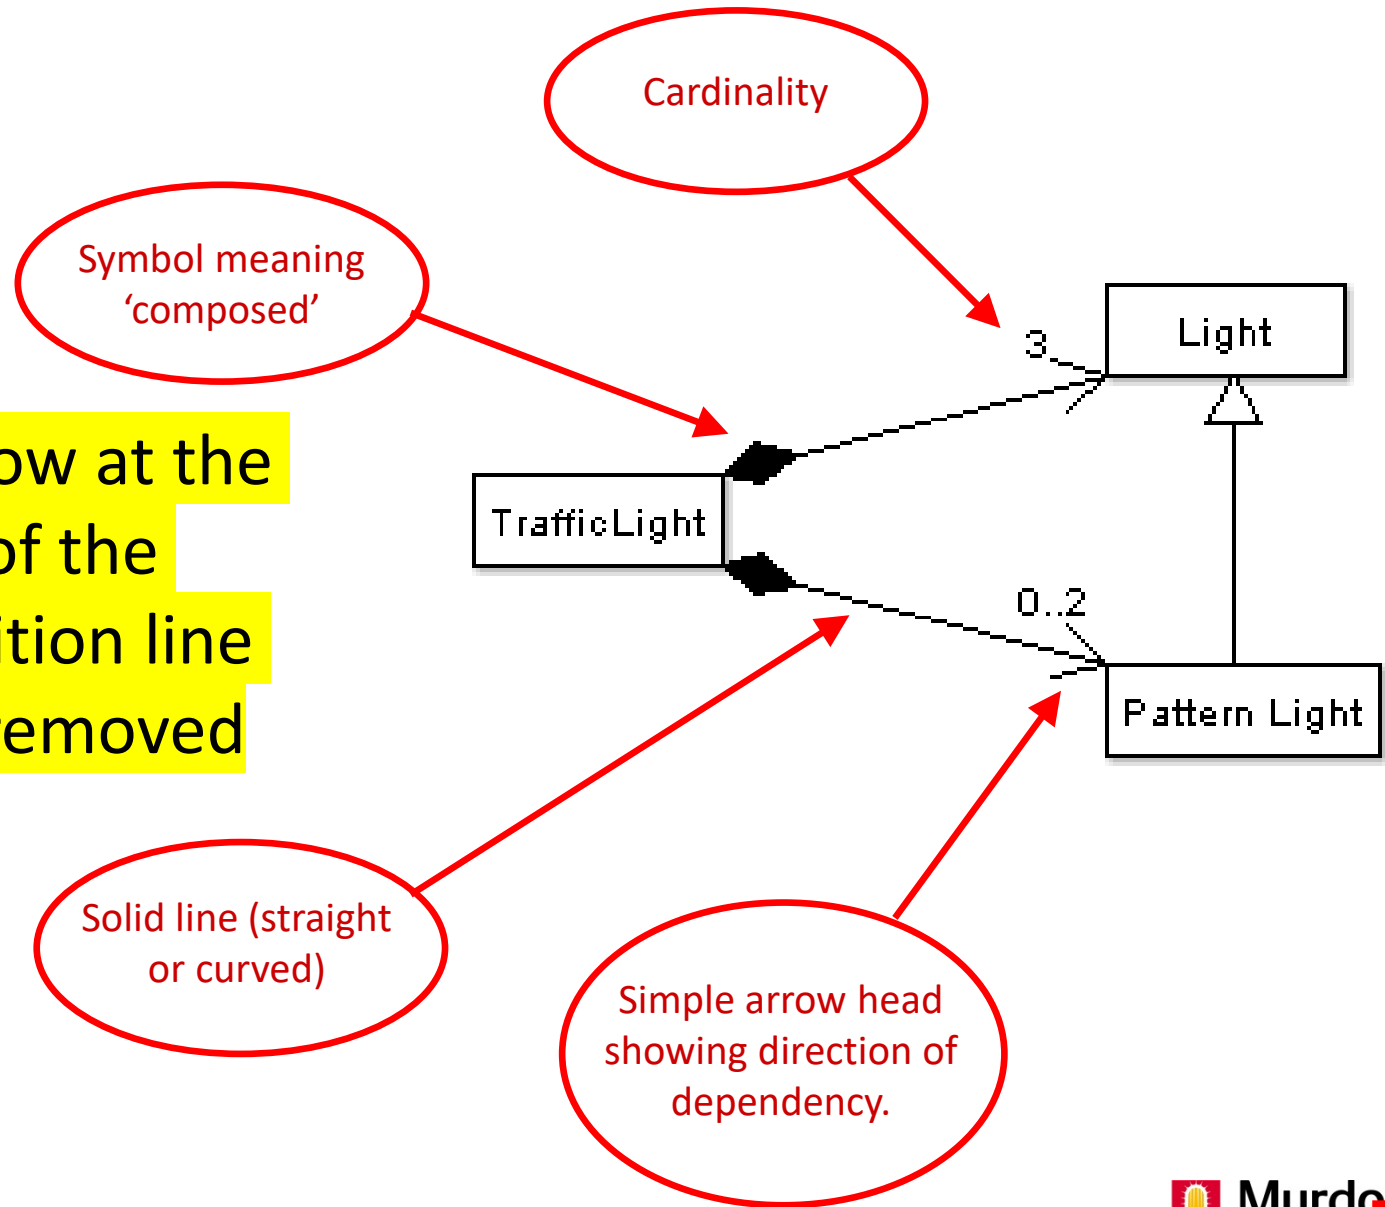 Cardinality
Symbol meaning
‘composed’
3
Light
ow at the
of the
ition line
removed
TrafficLight
0..2
Pattern Light
Solid line (straight
or curved)
Simple arrow head
showing direction of
dependency.